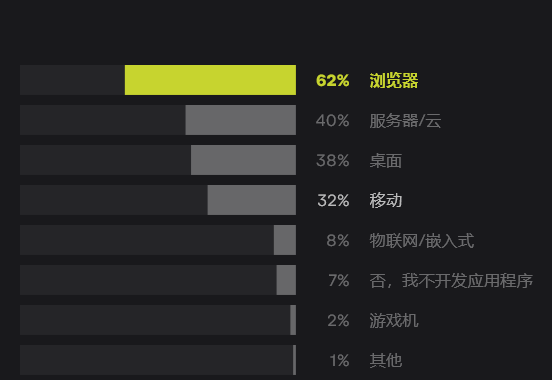 62% 浏览器
40% 服务器/云
38% 桌面
32% 移动
8% 物联网/嵌入式
7% 否，我不开发应用程序
2% 游戏机
1% 其他